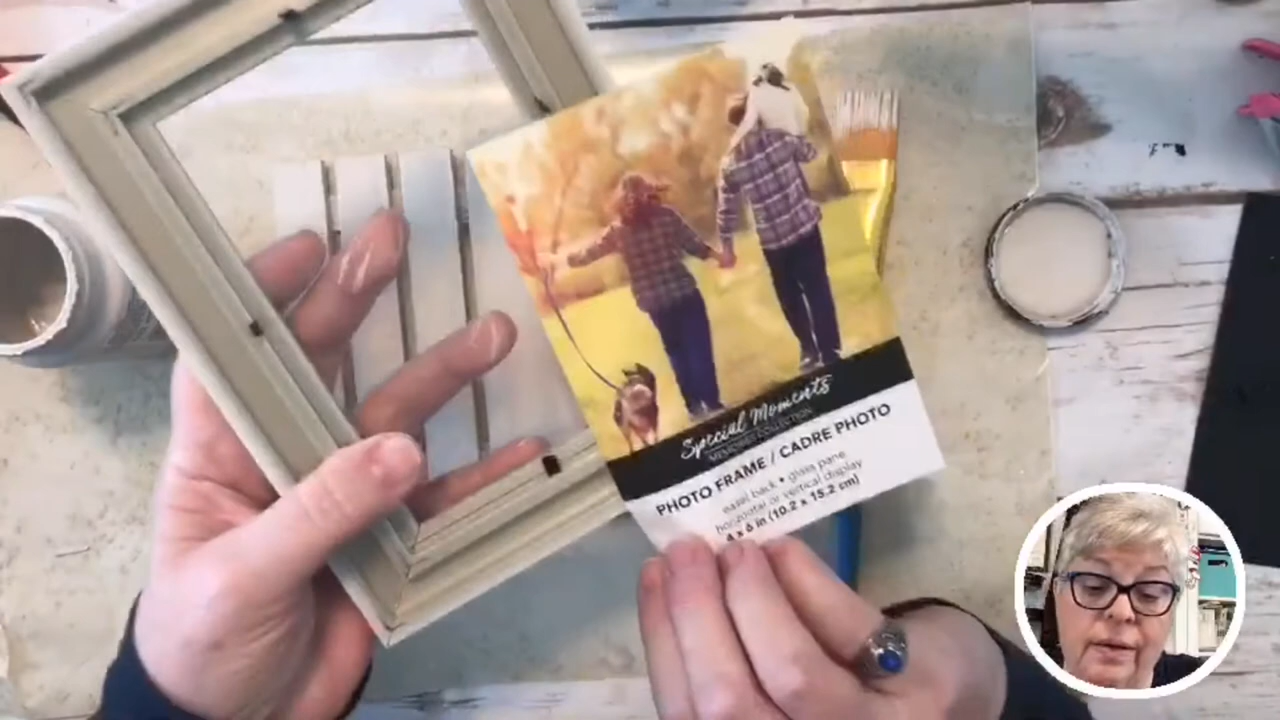 Special Moments
MEMORIES COLLECTION
PHOTO FRAME / CADRE PHOTO
easel back • glass pane
horizontal or vertical display
4 x 6 in (10.2 x 15.2 cm)